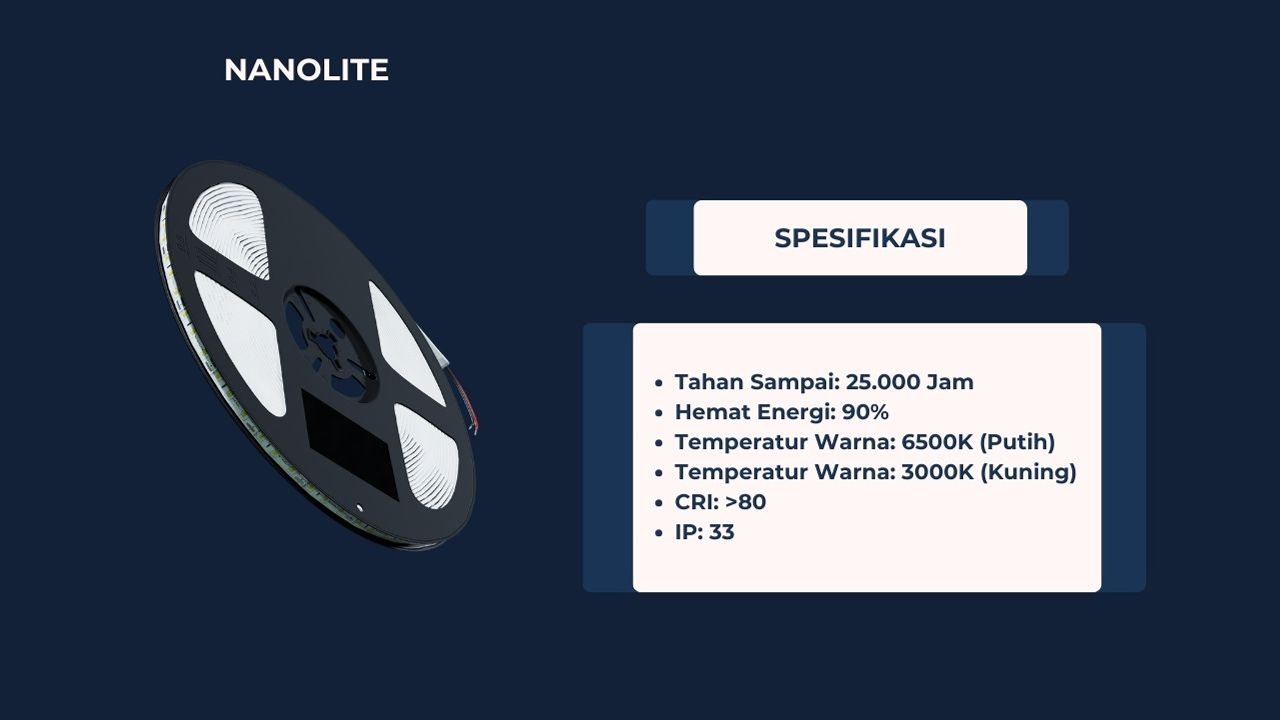 NANOLITE
SPESIFIKASI
• Tahan Sampai: 25.000 Jam
• Hemat Energi: 90%
• Temperatur Warna: 6500K (Putih)
• Temperatur Warna: 3000K (Kuning)
• CRI: >80
• IP: 33